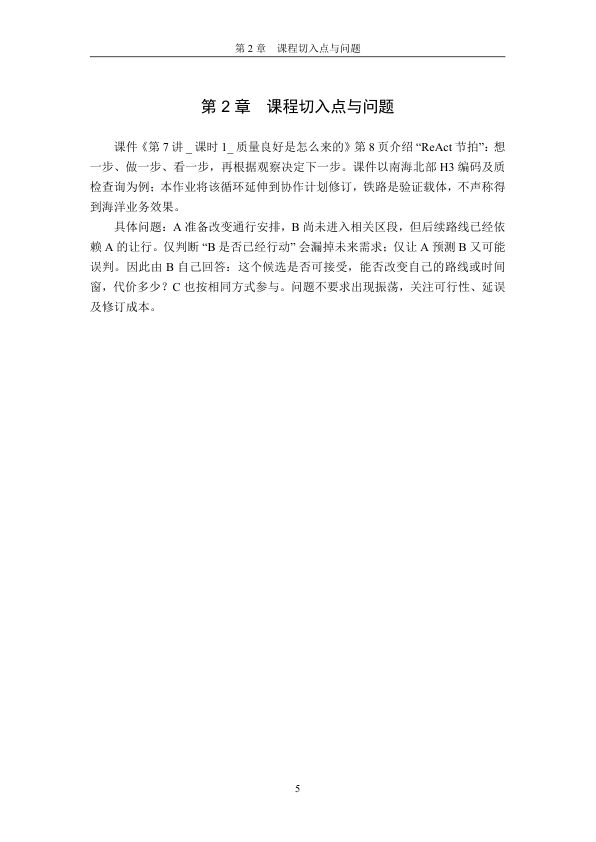 第 2 章　课程切入点与问题
第 2 章　课程切入点与问题
课件《第 7 讲 _ 课时 1_ 质量良好是怎么来的》第 8 页介绍 “ReAct 节拍”：想
一步、做一步、看一步，再根据观察决定下一步。课件以南海北部 H3 编码及质
检查询为例；本作业将该循环延伸到协作计划修订，铁路是验证载体，不声称得
到海洋业务效果。
具体问题：A 准备改变通行安排，B 尚未进入相关区段，但后续路线已经依
赖 A 的让行。仅判断 “B 是否已经行动” 会漏掉未来需求；仅让 A 预测 B 又可能
误判。因此由 B 自己回答：这个候选是否可接受，能否改变自己的路线或时间
窗，代价多少？C 也按相同方式参与。问题不要求出现振荡，关注可行性、延误
及修订成本。
5